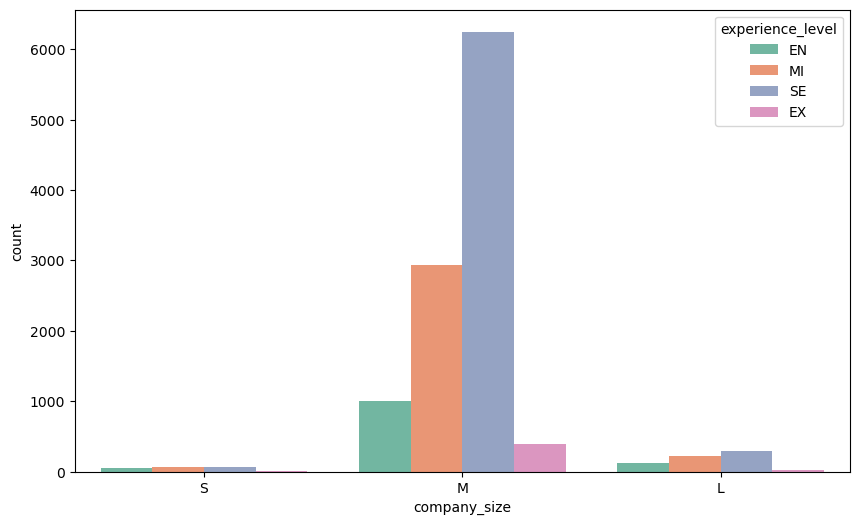 experience_level
EN
MI
SE
EX
6000
5000
4000
3000
2000
1000
0
count
S M L
company_size